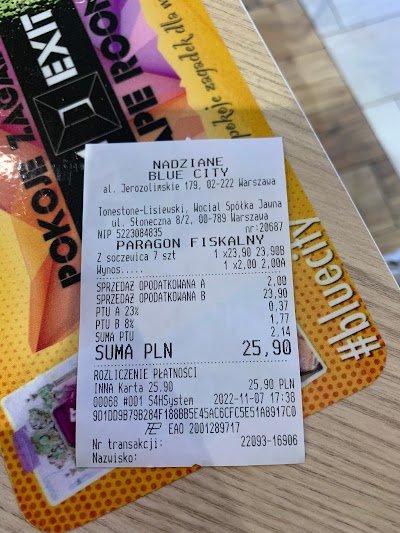 NADZIANE
BLUE CITY
al. Jerozolimskie 179, 02-222 Warszawa
Tonestone-Lisiewski, Wocial Spółka Jawna
ul. Słoneczna 8/2, 00-789 Warszawa
NIP 5223084835 nr:20687
PARAGON FISKALNY
Z soczewica 7 szt 1 x23,90 23,90B
Wynos..... 1 x2,00 2,00A
SPRZEDAŻ OPODATKOWANA A 2,00
SPRZEDAŻ OPODATKOWANA B 23,90
PTU A 23% 0,37
PTU B 8% 1,77
SUMA PTU 2,14
SUMA PLN 25,90
ROZLICZENIE PŁATNOŚCI
INNA Karta 25.90 25,90 PLN
00068 #001 S4HSystem 2022-11-07 17:38
9D1DD9B79B284F188BB5E45AC6CFC5E51AB917C0
EAO 2001289717
Nr transakcji: 22093-16906
Nazwisko:
EXIT
POKOJ
ZAGA
APE ROOM
pokoje zagadek dla
#bluecity